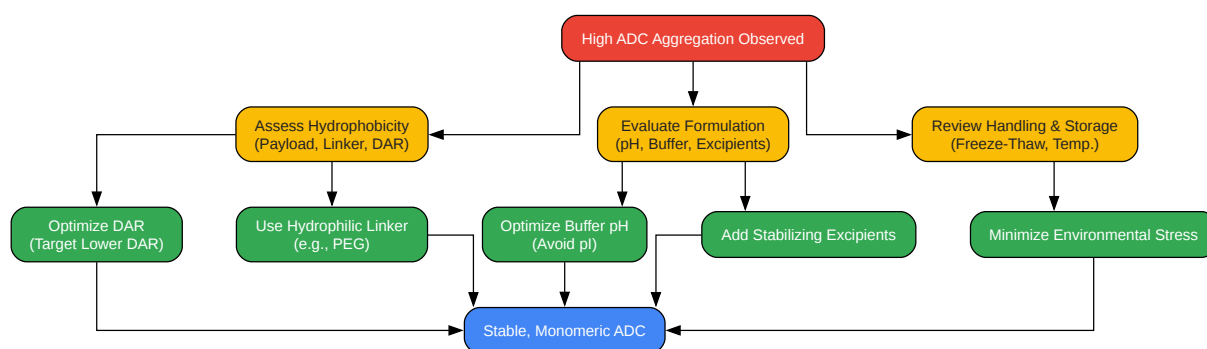 High ADC Aggregation Observed
Assess Hydrophobicity
(Payload, Linker, DAR)
Evaluate Formulation
(pH, Buffer, Excipients)
Review Handling & Storage
(Freeze-Thaw, Temp.)
Optimize DAR
(Target Lower DAR)
Use Hydrophilic Linker
(e.g., PEG)
Optimize Buffer pH
(Avoid pI)
Add Stabilizing Excipients
Minimize Environmental Stress
Stable, Monomeric ADC